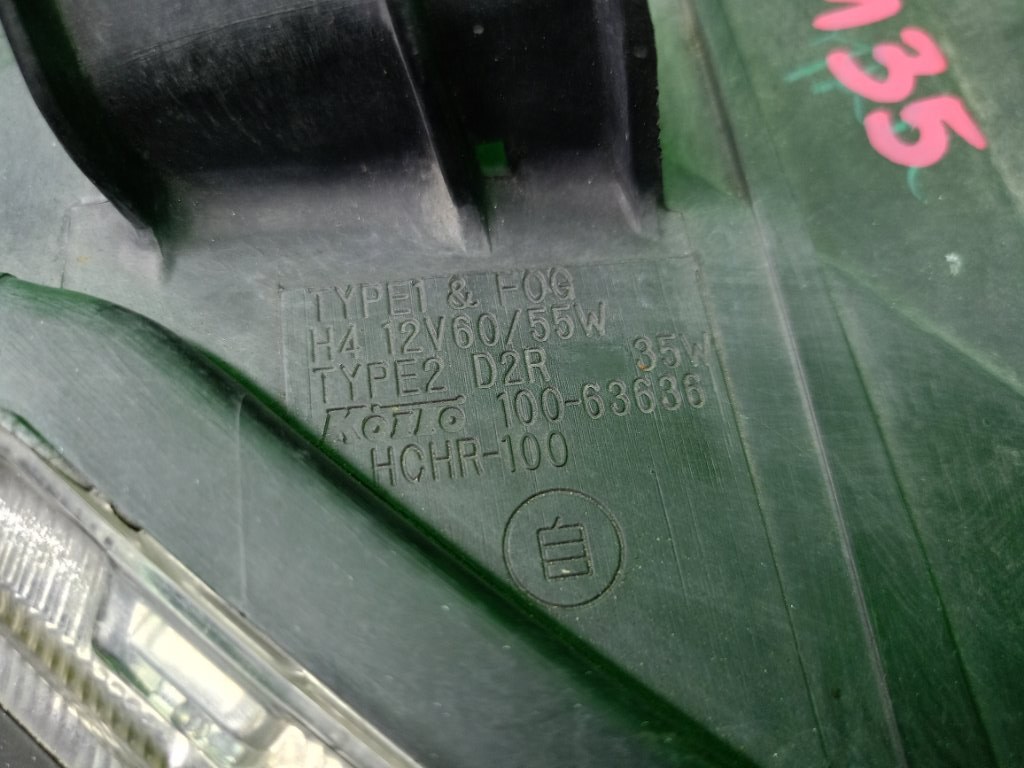 M35
TYPE1 & FOG
H4 12V60/55W
TYPE2 D2R 35W
KOITO 100-63636
HCHR-100
自